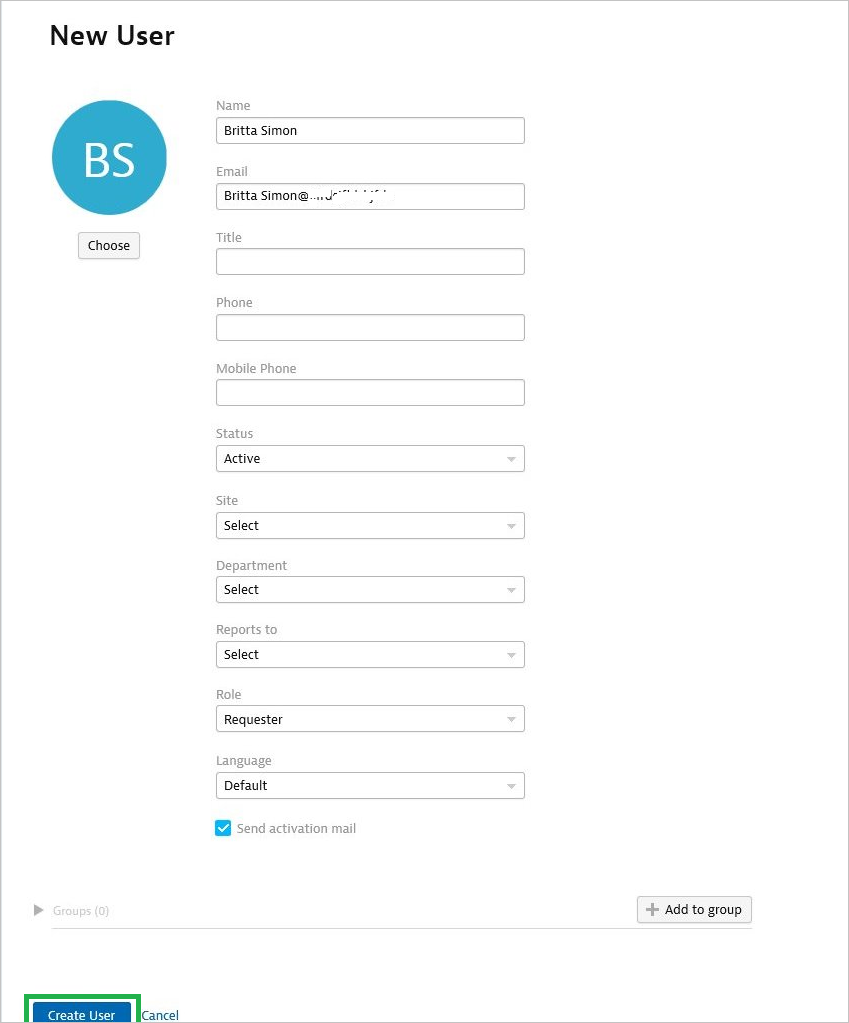 New User
BS
Choose
Name
Britta Simon
Email
Britta Simon@
Title
Phone
Mobile Phone
Status
Active
Site
Select
Department
Select
Reports to
Select
Role
Requester
Language
Default
Send activation mail
Groups (0)
Add to group
Create User Cancel